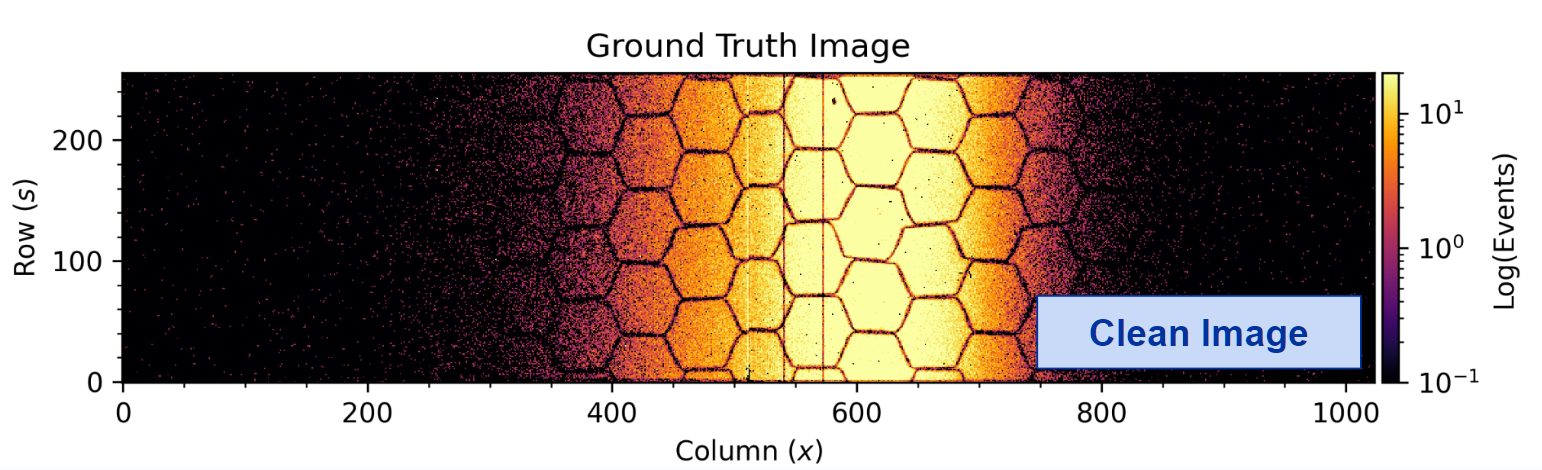 Ground Truth Image
Row (s)
200
100
0
0
200
400
600
800
1000
Column (x)
Clean Image
10¹
10⁰
10⁻¹
Log(Events)